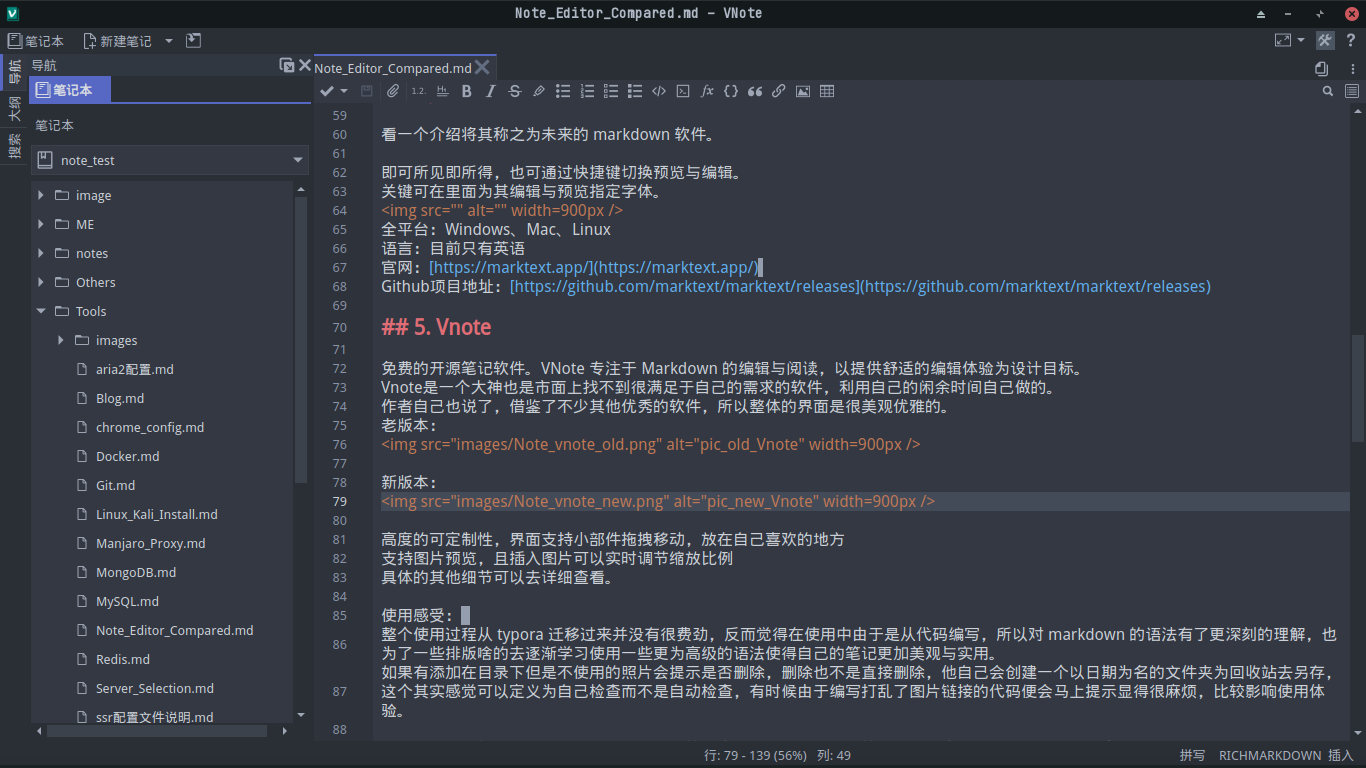 Note_Editor_Compared.md - VNote
笔记本 新建笔记
导航
导航
大纲
搜索
笔记本
笔记本
note_test
image
ME
notes
Others
Tools
images
aria2配置.md
Blog.md
chrome_config.md
Docker.md
Git.md
Linux_Kali_Install.md
Manjaro_Proxy.md
MongoDB.md
MySQL.md
Note_Editor_Compared.md
Redis.md
Server_Selection.md
ssr配置文件说明.md
Note_Editor_Compared.md
59
60 看一个介绍将其称之为未来的 markdown 软件。
61
62 即可所见即所得，也可通过快捷键切换预览与编辑。
63 关键可在里面为其编辑与预览指定字体。
64 <img src="" alt="" width=900px />
65 全平台：Windows、Mac、Linux
66 语言：目前只有英语
67 官网：[https://marktext.app/](https://marktext.app/)
68 Github项目地址：[https://github.com/marktext/marktext/releases](https://github.com/marktext/marktext/releases)
69
70 ## 5. Vnote
71
72 免费的开源笔记软件。VNote 专注于 Markdown 的编辑与阅读，以提供舒适的编辑体验为设计目标。
73 Vnote是一个大神也是市面上找不到很满足于自己的需求的软件，利用自己的闲余时间自己做的。
74 作者自己也说了，借鉴了不少其他优秀的软件，所以整体的界面是很美观优雅的。
75 老版本：
76 <img src="images/Note_vnote_old.png" alt="pic_old_Vnote" width=900px />
77
78 新版本：
79 <img src="images/Note_vnote_new.png" alt="pic_new_Vnote" width=900px />
80
81 高度的可定制性，界面支持小部件拖拽移动，放在自己喜欢的地方
82 支持图片预览，且插入图片可以实时调节缩放比例
83 具体的其他细节可以去详细查看。
84
85 使用感受：
86 整个使用过程从 typora 迁移过来并没有很费劲，反而觉得在使用中由于是从代码编写，所以对 markdown 的语法有了更深刻的理解，也
为了一些排版啥的去逐渐学习使用一些更为高级的语法使得自己的笔记更加美观与实用。
87 如果有添加在目录下但是不使用的照片会提示是否删除，删除也不是直接删除，他自己会创建一个以日期为名的文件夹为回收站去另存，
这个其实感觉可以定义为自己检查而不是自动检查，有时候由于编写打乱了图片链接的代码便会马上提示显得很麻烦，比较影响使用体
验。
88
行: 79 - 139 (56%) 列: 49
拼写 RICHMARKDOWN 插入